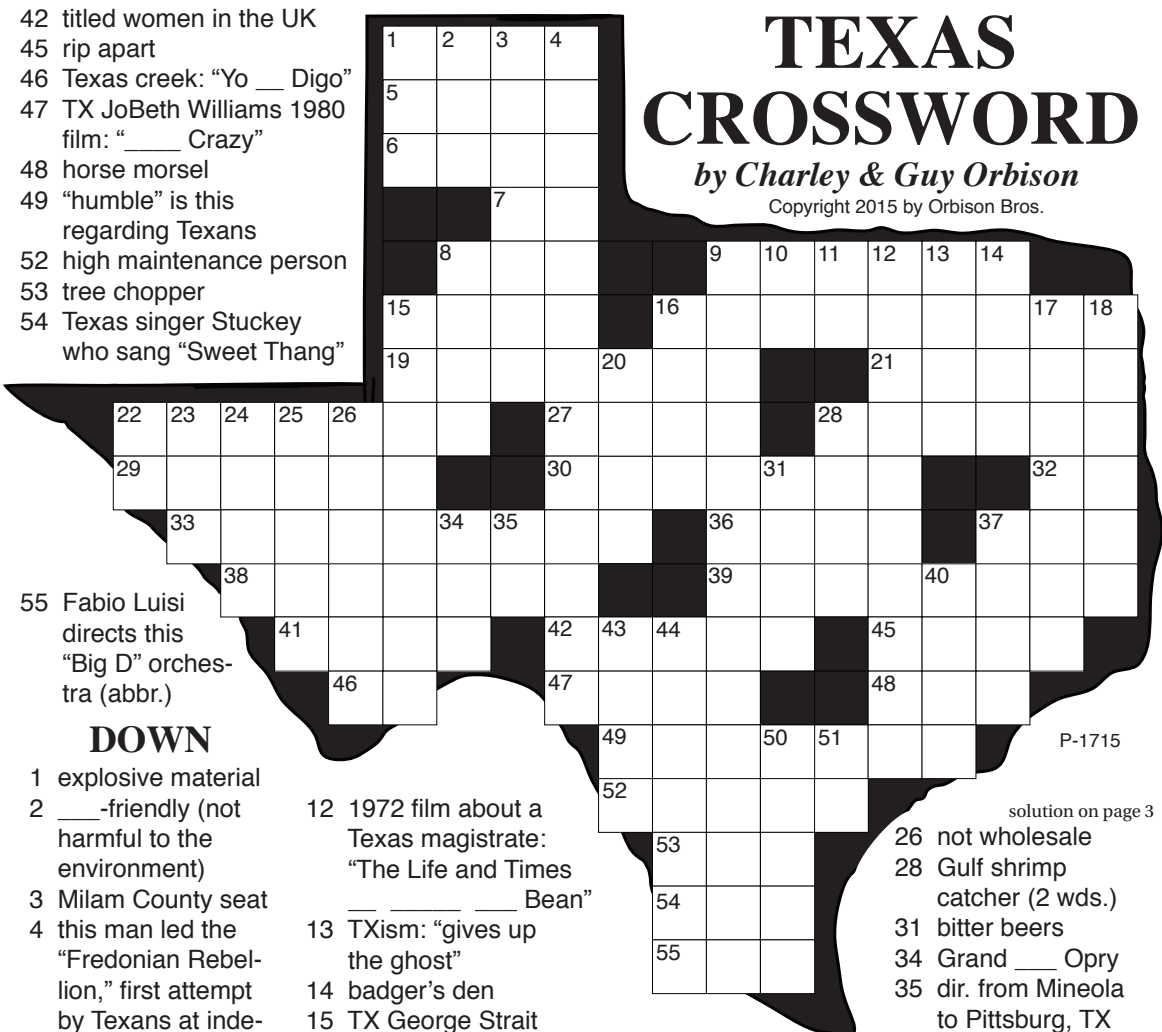 42 titled women in the UK
45 rip apart
46 Texas creek: “Yo __ Digo”
47 TX JoBeth Williams 1980
film: “____ Crazy”
48 horse morsel
49 “humble” is this
regarding Texans
52 high maintenance person
53 tree chopper
54 Texas singer Stuckey
who sang “Sweet Thang”
TEXAS
CROSSWORD
by Charley & Guy Orbison
Copyright 2015 by Orbison Bros.
1 2 3 4
5
6
7
8 9 10 11 12 13 14
15 16 17 18
19 20 21
22 23 24 25 26 27 28
29 30 31 32
33 34 35 36 37
38 39 40
41 42 43 44 45
46 47 48
49 50 51
52
53
54
55
P-1715
solution on page 3
55 Fabio Luisi
directs this
“Big D” orches-
tra (abbr.)
DOWN
1 explosive material
2 ___-friendly (not
harmful to the
environment)
3 Milam County seat
4 this man led the
“Fredonian Rebel-
lion,” first attempt
by Texans at inde-
12 1972 film about a
Texas magistrate:
“The Life and Times
__ _____ ___ Bean”
13 TXism: “gives up
the ghost”
14 badger’s den
15 TX George Strait
26 not wholesale
28 Gulf shrimp
catcher (2 wds.)
31 bitter beers
34 Grand ___ Opry
35 dir. from Mineola
to Pittsburg, TX